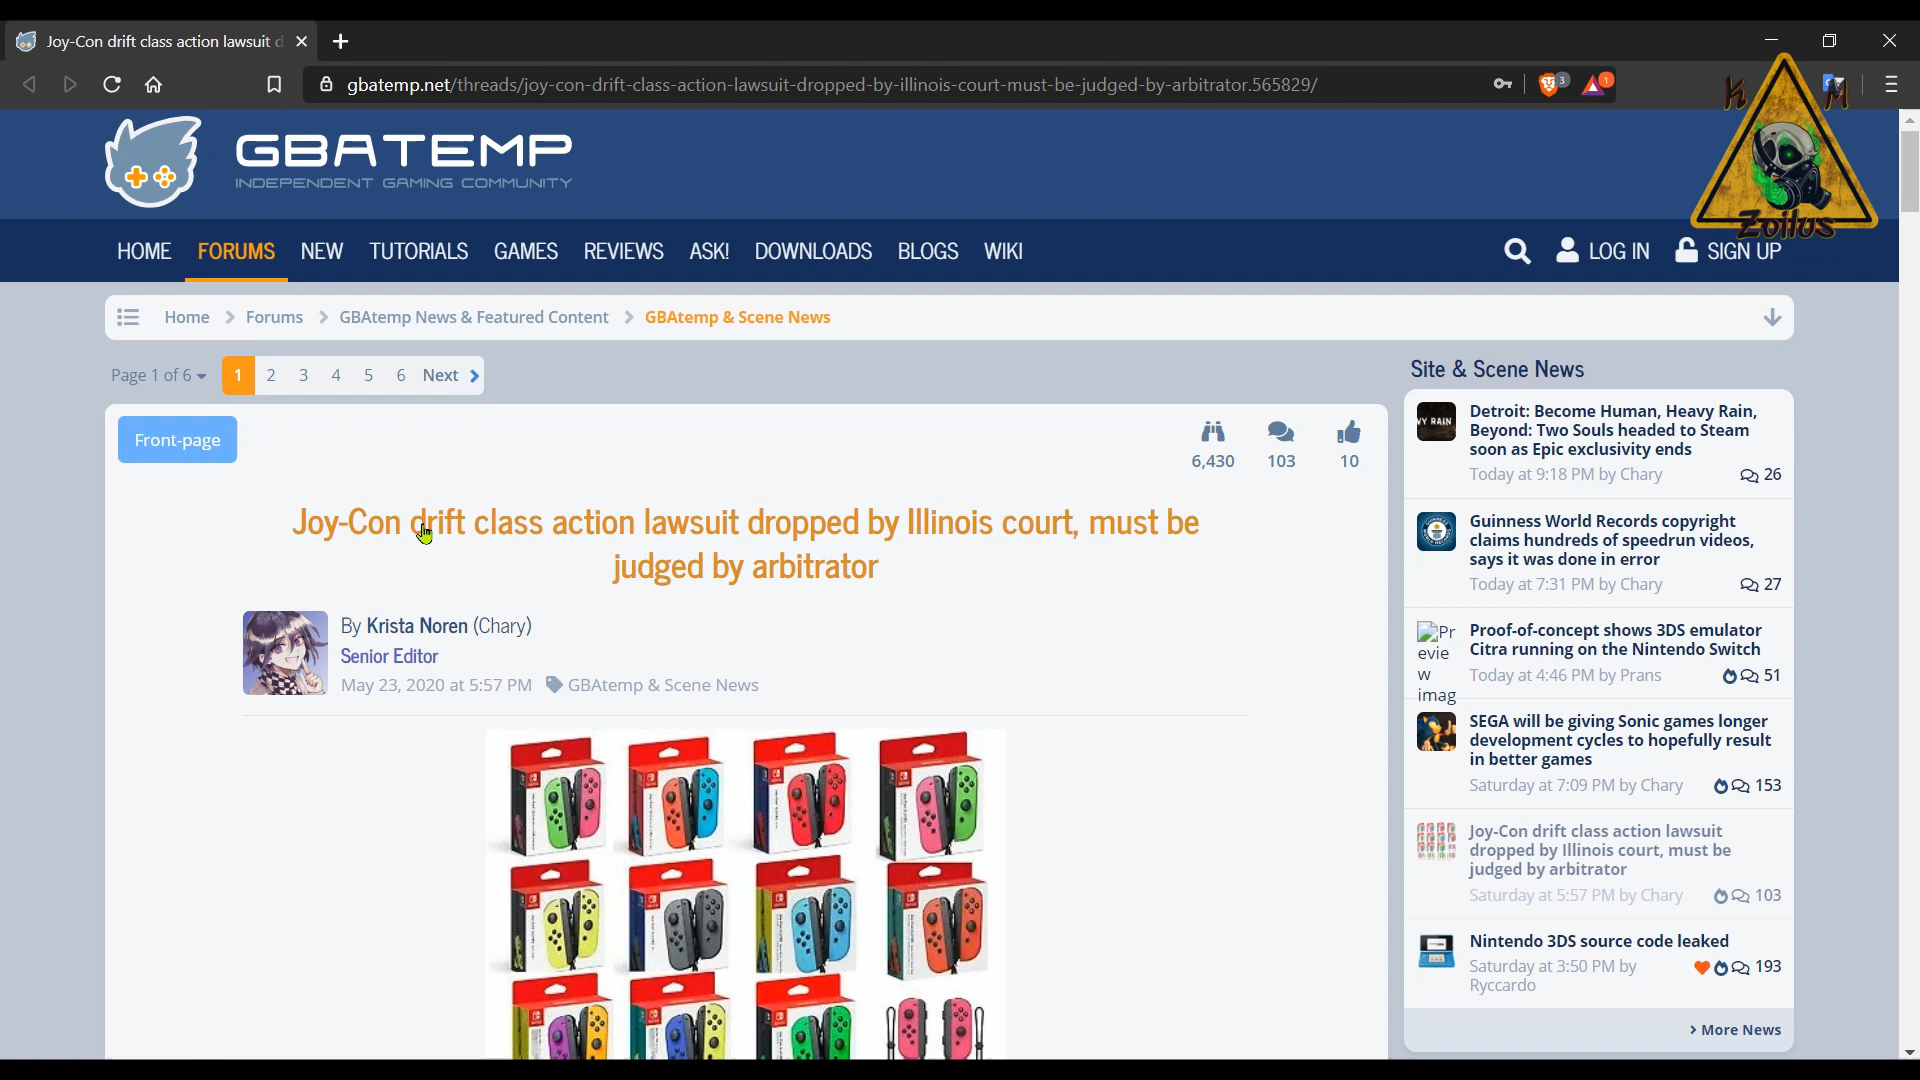 Joy-Con drift class action lawsuit d
gbatemp.net/threads/joy-con-drift-class-action-lawsuit-dropped-by-illinois-court-must-be-judged-by-arbitrator.565829/
3
1
K M
Zoilus
GBATEMP
INDEPENDENT GAMING COMMUNITY
HOME FORUMS NEW TUTORIALS GAMES REVIEWS ASK! DOWNLOADS BLOGS WIKI
LOG IN SIGN UP
Home Forums GBAtemp News & Featured Content GBAtemp & Scene News
Page 1 of 6 1 2 3 4 5 6 Next
Front-page
6,430 103 10
Joy-Con drift class action lawsuit dropped by Illinois court, must be
judged by arbitrator
By Krista Noren (Chary)
Senior Editor
May 23, 2020 at 5:57 PM GBAtemp & Scene News
Site & Scene News
VY RAIN
Detroit: Become Human, Heavy Rain,
Beyond: Two Souls headed to Steam
soon as Epic exclusivity ends
Today at 9:18 PM by Chary 26
Guinness World Records copyright
claims hundreds of speedrun videos,
says it was done in error
Today at 7:31 PM by Chary 27
Pr
evie
w
imag
Proof-of-concept shows 3DS emulator
Citra running on the Nintendo Switch
Today at 4:46 PM by Prans 51
SEGA will be giving Sonic games longer
development cycles to hopefully result
in better games
Saturday at 7:09 PM by Chary 153
Joy-Con drift class action lawsuit
dropped by Illinois court, must be
judged by arbitrator
Saturday at 5:57 PM by Chary 103
Nintendo 3DS source code leaked
Saturday at 3:50 PM by
Ryccardo
193
More News